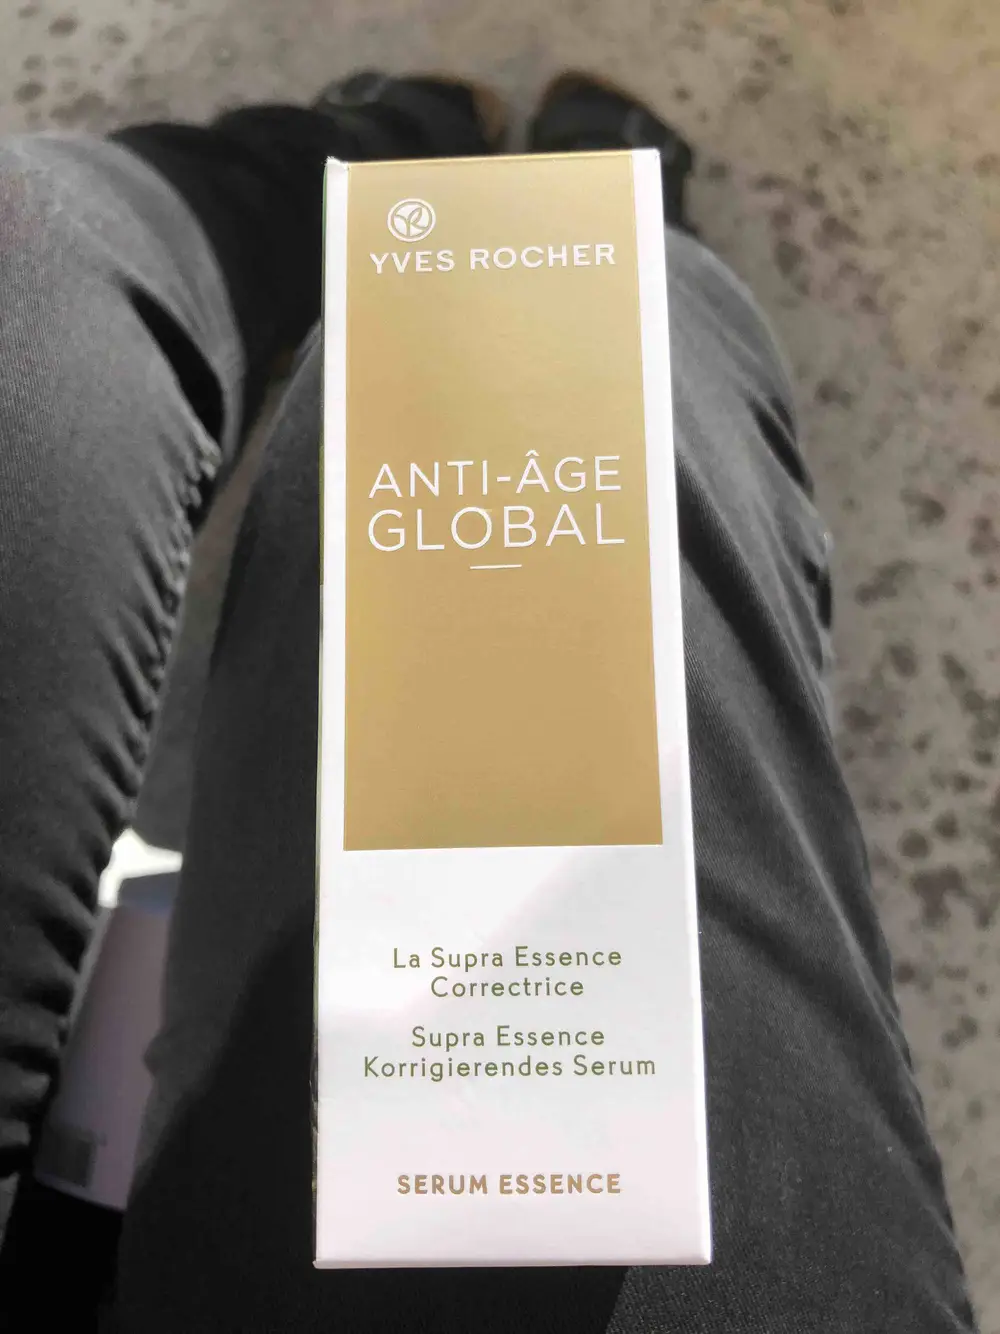 YVES ROCHER
ANTI-ÂGE
GLOBAL
La Supra Essence
Correctrice
Supra Essence
Korrigierendes Serum
SERUM ESSENCE